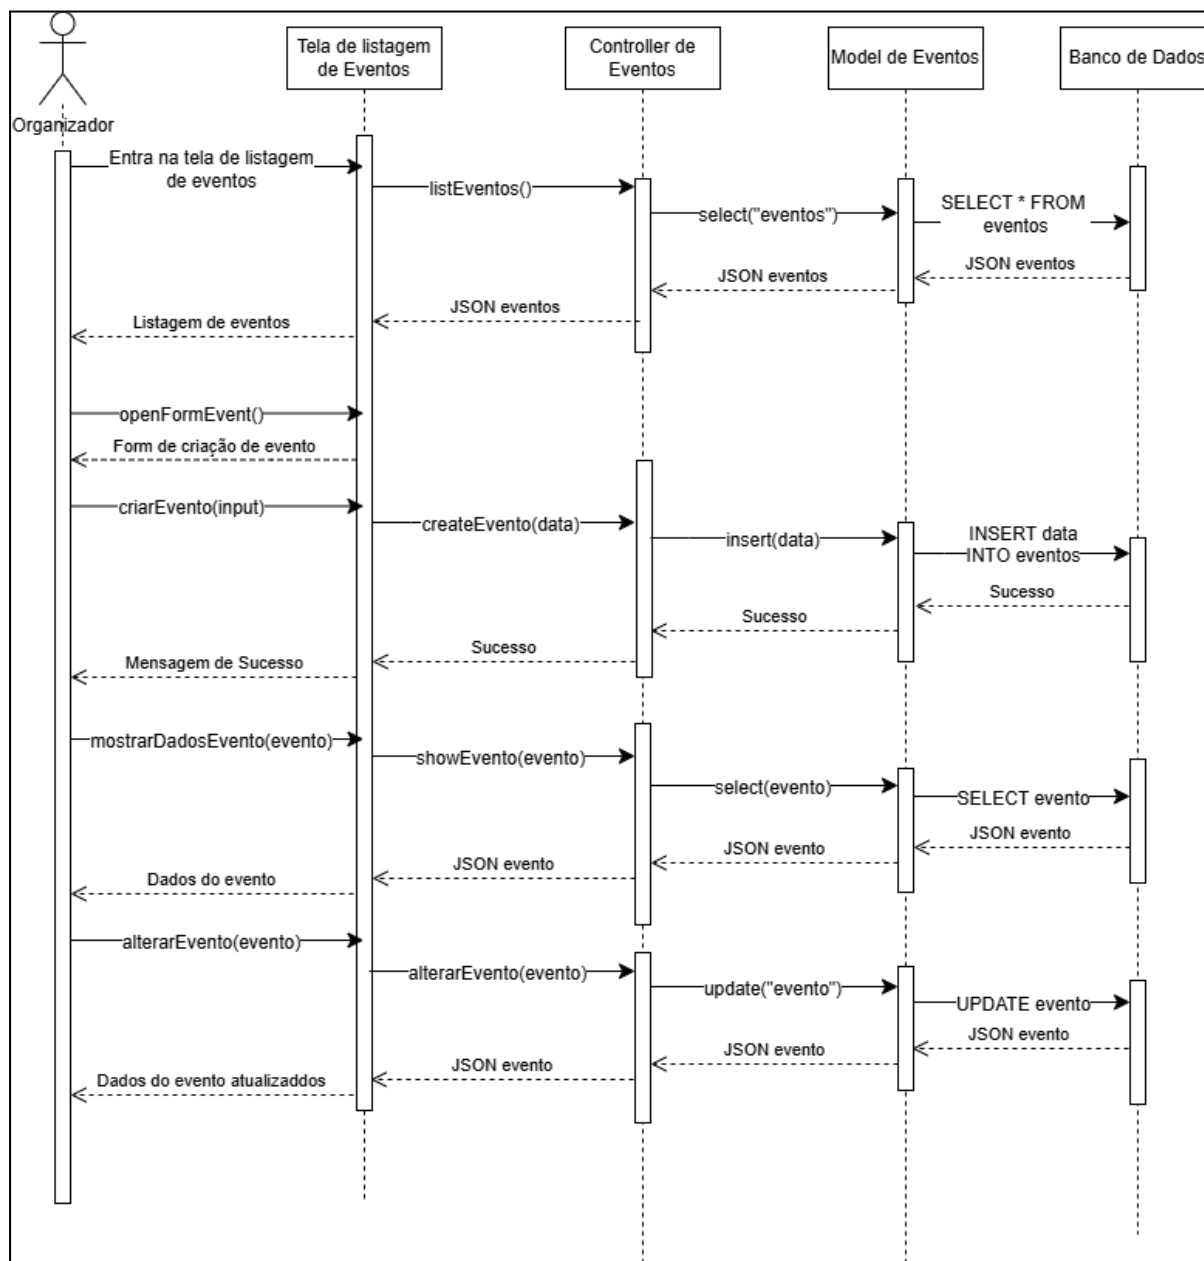 Tela de listagem
de Eventos
Controller de
Eventos
Model de Eventos
Banco de Dados
Organizador
Entra na tela de listagem
de eventos
listEventos()
select("eventos")
SELECT * FROM
eventos
JSON eventos
JSON eventos
JSON eventos
Listagem de eventos
openFormEvent()
Form de criação de evento
criarEvento(input)
createEvento(data)
insert(data)
INSERT data
INTO eventos
Sucesso
Sucesso
Sucesso
Mensagem de Sucesso
mostrarDadosEvento(evento)
showEvento(evento)
select(evento)
SELECT evento
JSON evento
JSON evento
JSON evento
Dados do evento
alterarEvento(evento)
alterarEvento(evento)
update("evento")
UPDATE evento
JSON evento
JSON evento
JSON evento
Dados do evento atualizaddos